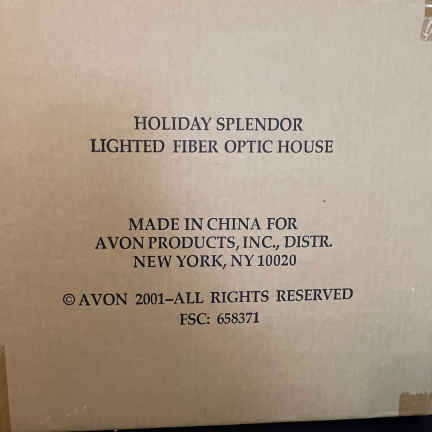 HOLIDAY SPLENDOR
LIGHTED FIBER OPTIC HOUSE
MADE IN CHINA FOR
AVON PRODUCTS, INC., DISTR.
NEW YORK, NY 10020
© AVON 2001–ALL RIGHTS RESERVED
FSC: 658371